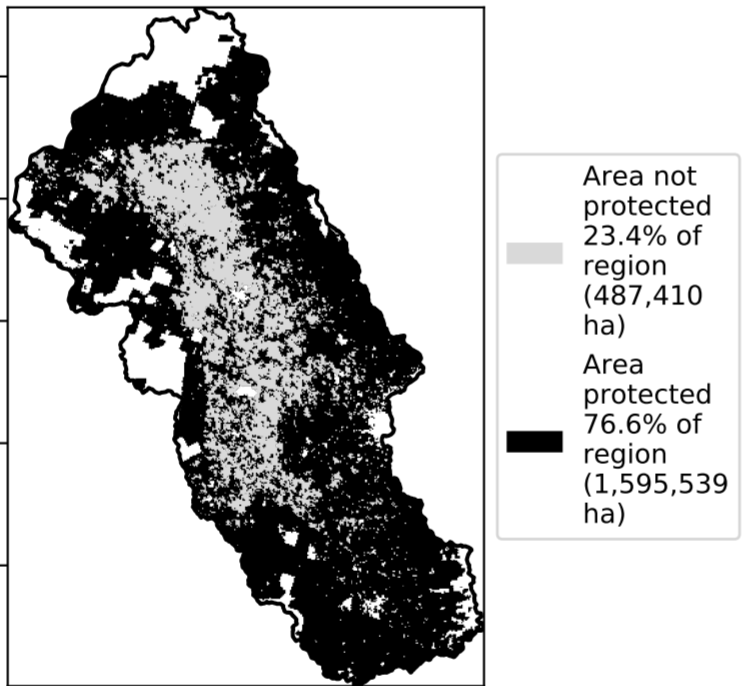 Area not
protected
23.4% of
region
(487,410
ha)
Area
protected
76.6% of
region
(1,595,539
ha)